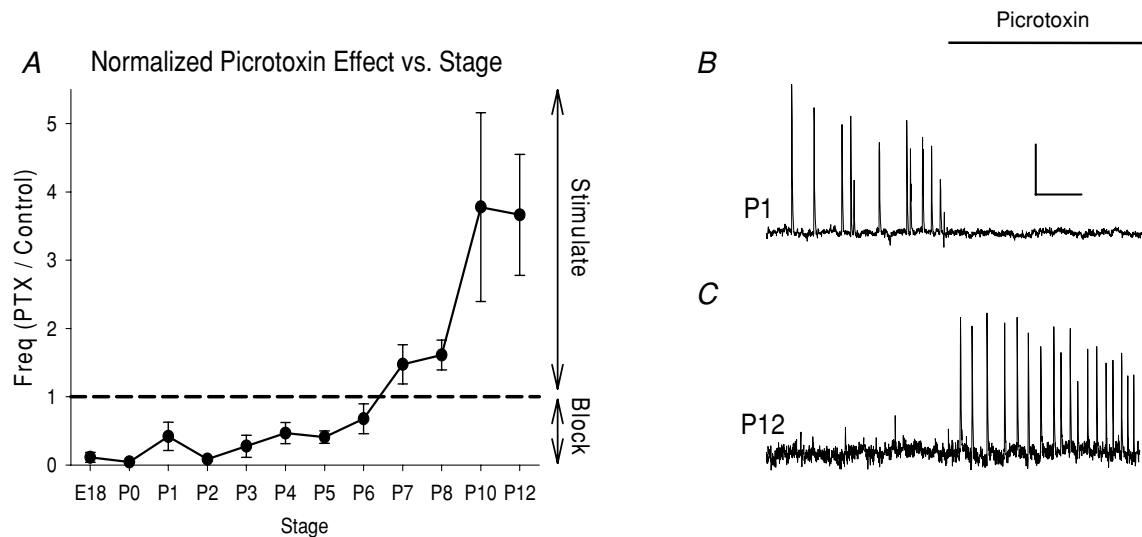 A Normalized Picrotoxin Effect vs. Stage
Freq (PTX / Control)
5
4
3
2
1
0
E18 P0 P1 P2 P3 P4 P5 P6 P7 P8 P10 P12
Stage
Stimulate
Block
Picrotoxin
B
P1
C
P12